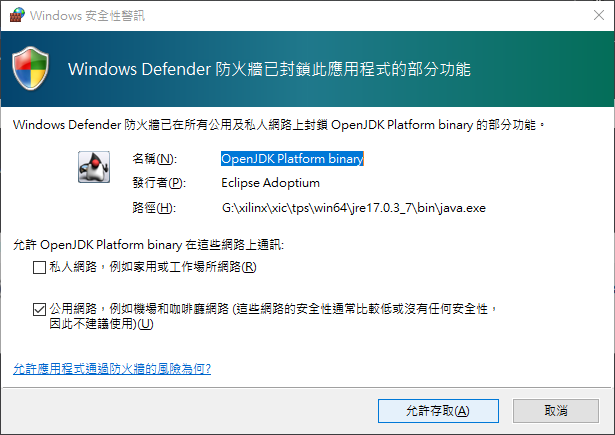 Windows 安全性警訊
Windows Defender 防火牆已封鎖此應用程式的部分功能
Windows Defender 防火牆已在所有公用及私人網路上封鎖 OpenJDK Platform binary 的部分功能。
名稱(N): OpenJDK Platform binary
發行者(P): Eclipse Adoptium
路徑(H): G:\xilinx\xic\tps\win64\jre17.0.3_7\bin\java.exe
允許 OpenJDK Platform binary 在這些網路上通訊:
私人網路，例如家用或工作場所網路(R)
公用網路，例如機場和咖啡廳網路 (這些網路的安全性通常比較低或沒有任何安全性，
因此不建議使用)(U)
允許應用程式通過防火牆的風險為何?
允許存取(A) 取消